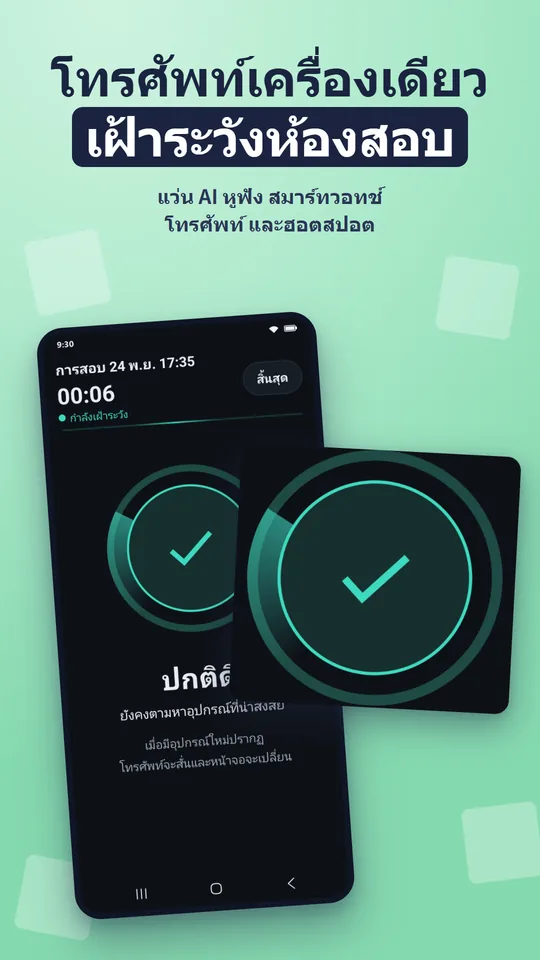 โทรศัพท์เครื่องเดียว
เฝ้าระวังห้องสอบ
แว่น AI หูฟัง สมาร์ทวอทช์
โทรศัพท์ และฮอตสปอต
9:30
การสอบ 24 พ.ย. 17:35
สิ้นสุด
00:06
กำลังเฝ้าระวัง
ยังคงตามหาอุปกรณ์ที่น่าสงสัย
เมื่อมีอุปกรณ์ใหม่ปรากฏ
โทรศัพท์จะสั่นและหน้าจอจะเปลี่ยน